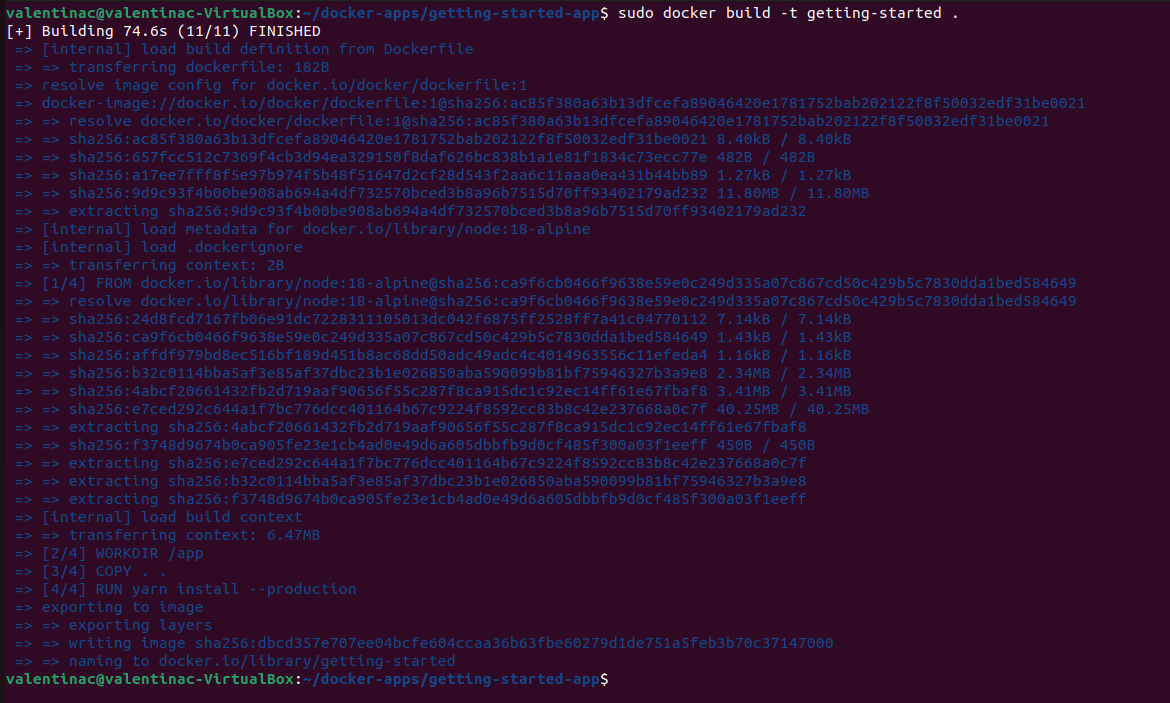 valentinac@valentinac-VirtualBox:~/docker-apps/getting-started-app$ sudo docker build -t getting-started .
[+] Building 74.6s (11/11) FINISHED
=> [internal] load build definition from Dockerfile
=> => transferring dockerfile: 182B
=> resolve image config for docker.io/docker/dockerfile:1
=> docker-image://docker.io/docker/dockerfile:1@sha256:ac85f380a63b13dfcefa89046420e1781752bab202122f8f50032edf31be0021
=> => resolve docker.io/docker/dockerfile:1@sha256:ac85f380a63b13dfcefa89046420e1781752bab202122f8f50032edf31be0021
=> => sha256:ac85f380a63b13dfcefa89046420e1781752bab202122f8f50032edf31be0021 8.40kB / 8.40kB
=> => sha256:657fcc512c7369f4cb3d94ea329150f8daf626bc838b1a1e81f1834c73ecc77e 482B / 482B
=> => sha256:a17ee7fff8f5e97b974f5b48f51647d2cf28d543f2aa6c11aaa0ea431b44bb89 1.27kB / 1.27kB
=> => sha256:9d9c93f4b00be908ab694a4df732570bced3b8a96b7515d70ff93402179ad232 11.80MB / 11.80MB
=> => extracting sha256:9d9c93f4b00be908ab694a4df732570bced3b8a96b7515d70ff93402179ad232
=> [internal] load metadata for docker.io/library/node:18-alpine
=> [internal] load .dockerignore
=> => transferring context: 2B
=> [1/4] FROM docker.io/library/node:18-alpine@sha256:ca9f6cb0466f9638e59e0c249d335a07c867cd50c429b5c7830dda1bed584649
=> => resolve docker.io/library/node:18-alpine@sha256:ca9f6cb0466f9638e59e0c249d335a07c867cd50c429b5c7830dda1bed584649
=> => sha256:24d8fcd7167fb06e91dc7228311105013dc042f6875ff2528ff7a41c04770112 7.14kB / 7.14kB
=> => sha256:ca9f6cb0466f9638e59e0c249d335a07c867cd50c429b5c7830dda1bed584649 1.43kB / 1.43kB
=> => sha256:affdf979bd8ec516bf189d451b8ac68dd50adc49adc4c4014963556c11efeda4 1.16kB / 1.16kB
=> => sha256:b32c0114bba5af3e85af37dbc23b1e026850aba590099b81bf75946327b3a9e8 2.34MB / 2.34MB
=> => sha256:4abcf20661432fb2d719aaf90656f55c287f8ca915dc1c92ec14ff61e67fbaf8 3.41MB / 3.41MB
=> => sha256:e7ced292c644a1f7bc776dcc401164b67c9224f8592cc83b8c42e237668a0c7f 40.25MB / 40.25MB
=> => extracting sha256:4abcf20661432fb2d719aaf90656f55c287f8ca915dc1c92ec14ff61e67fbaf8
=> => sha256:f3748d9674b0ca905fe23e1cb4ad0e49d6a605dbbfb9d0cf485f300a03f1eeff 450B / 450B
=> => extracting sha256:e7ced292c644a1f7bc776dcc401164b67c9224f8592cc83b8c42e237668a0c7f
=> => extracting sha256:b32c0114bba5af3e85af37dbc23b1e026850aba590099b81bf75946327b3a9e8
=> => extracting sha256:f3748d9674b0ca905fe23e1cb4ad0e49d6a605dbbfb9d0cf485f300a03f1eeff
=> [internal] load build context
=> => transferring context: 6.47MB
=> [2/4] WORKDIR /app
=> [3/4] COPY . .
=> [4/4] RUN yarn install --production
=> exporting to image
=> => exporting layers
=> => writing image sha256:dbcd357e707ee04bcfe604ccaa36b63fbe60279d1de751a5feb3b70c37147000
=> => naming to docker.io/library/getting-started
valentinac@valentinac-VirtualBox:~/docker-apps/getting-started-app$